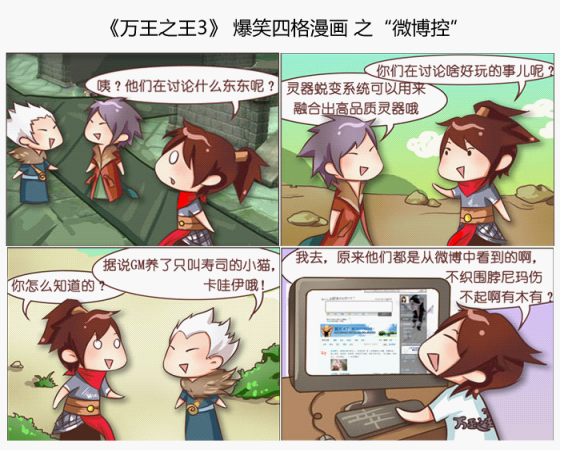 《万王之王3》 爆笑四格漫画 之“微博控”
咦？他们在讨论什么东东呢？
你们在讨论啥好玩的事儿呢？
灵器蜕变系统可以用来
融合出高品质灵器哦
据说GM养了只叫寿司的小猫，
卡哇伊哦！
你怎么知道的？
我去，原来他们都是从微博中看到的啊，
不织围脖尼玛伤
不起啊有木有？